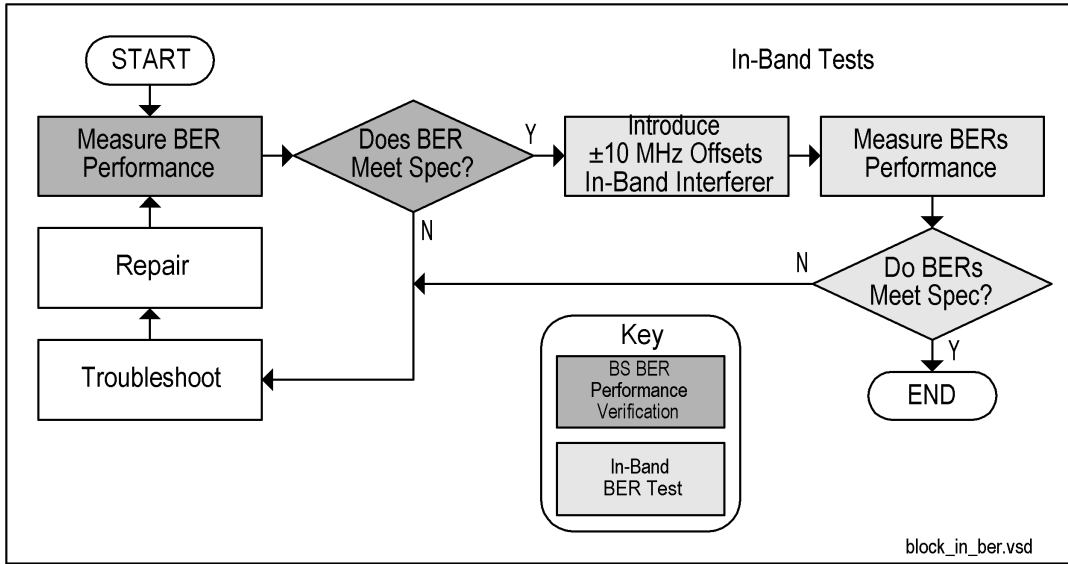 START
In-Band Tests
Measure BER
Performance
Does BER
Meet Spec?
Y
Introduce
±10 MHz Offsets
In-Band Interferer
Measure BERs
Performance
N
Repair
N
Do BERs
Meet Spec?
Y
Troubleshoot
END
Key
BS BER
Performance
Verification
In-Band
BER Test
block_in_ber.vsd